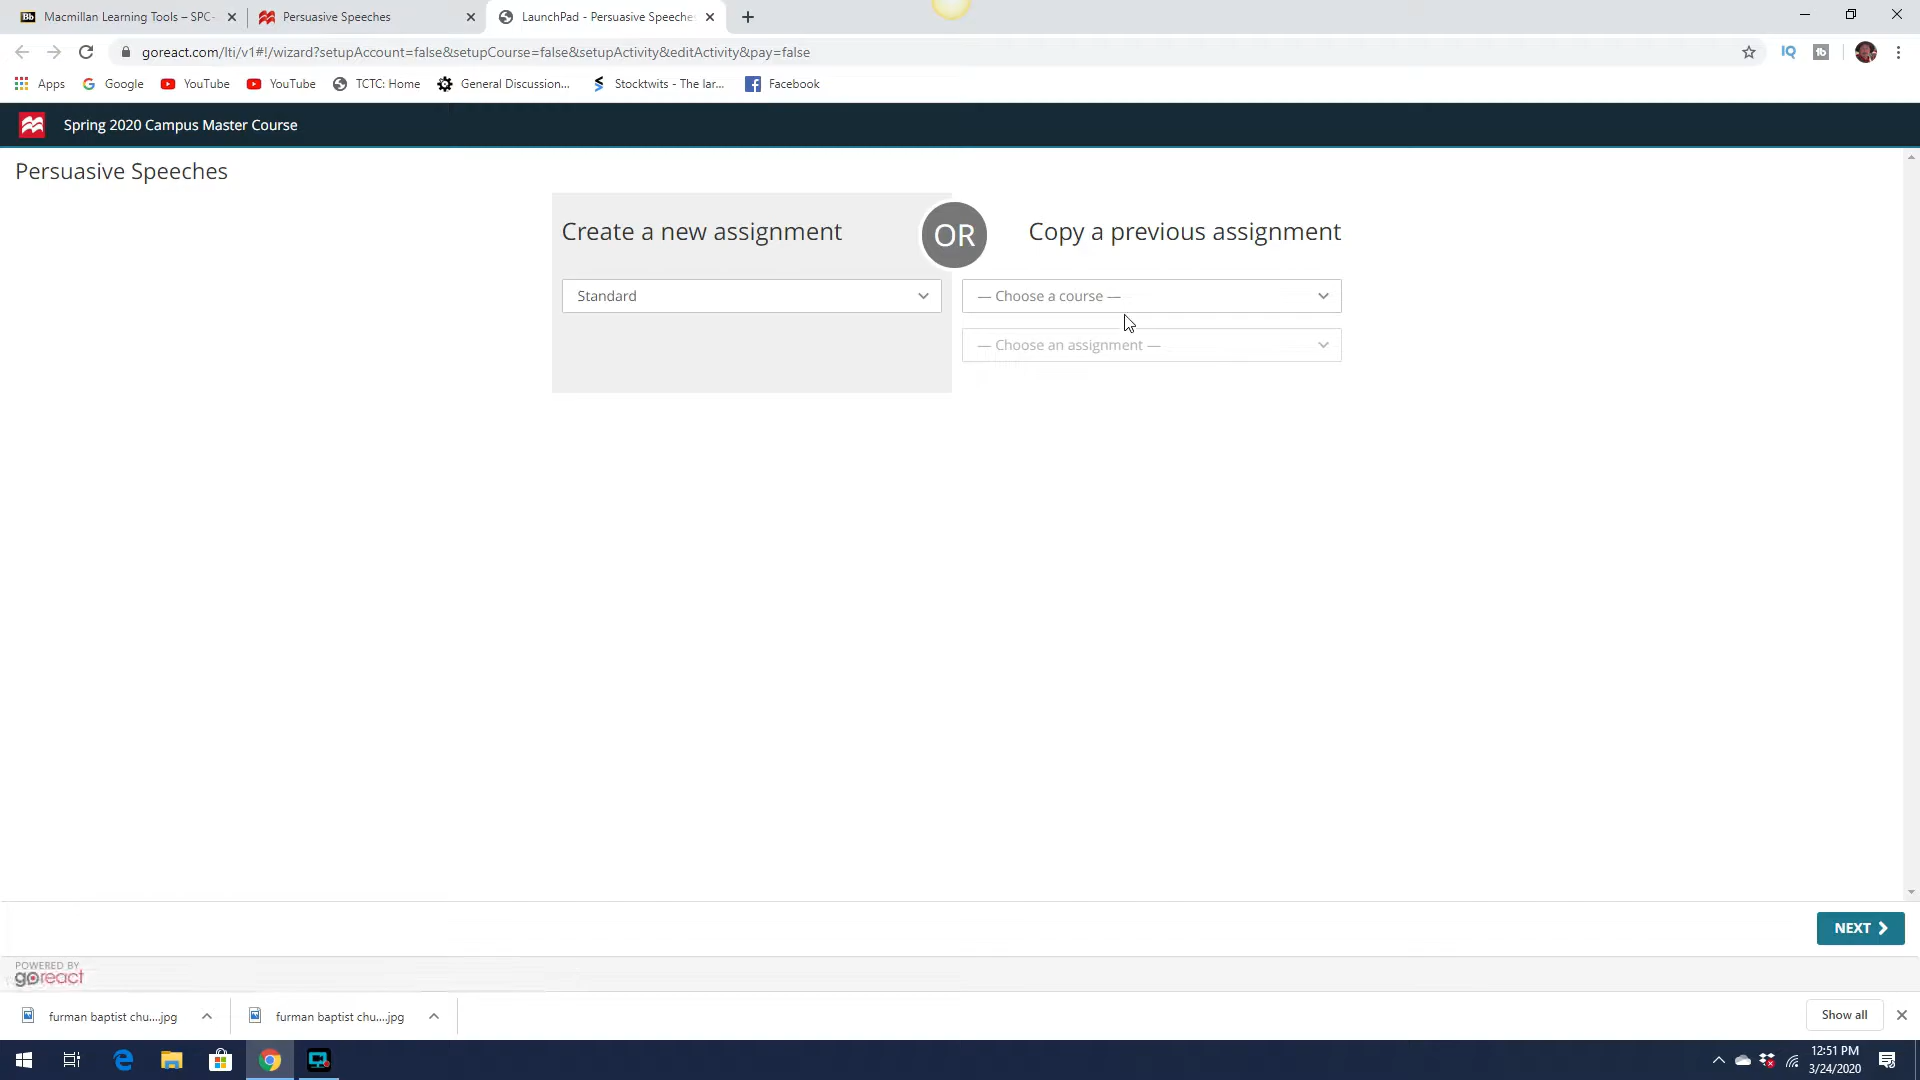 Bb Macmillan Learning Tools – SPC-
Persuasive Speeches
LaunchPad - Persuasive Speeche
goreact.com/lti/v1#!/wizard?setupAccount=false&setupCourse=false&setupActivity&editActivity&pay=false
IQ
tb
Apps
Google
YouTube
YouTube
TCTC: Home
General Discussion...
Stocktwits - The lar...
Facebook
Spring 2020 Campus Master Course
Persuasive Speeches
Create a new assignment
OR
Copy a previous assignment
Standard
— Choose a course —
— Choose an assignment —
NEXT
POWERED BY
goreact
furman baptist chu....jpg
furman baptist chu....jpg
Show all
12:51 PM
3/24/2020